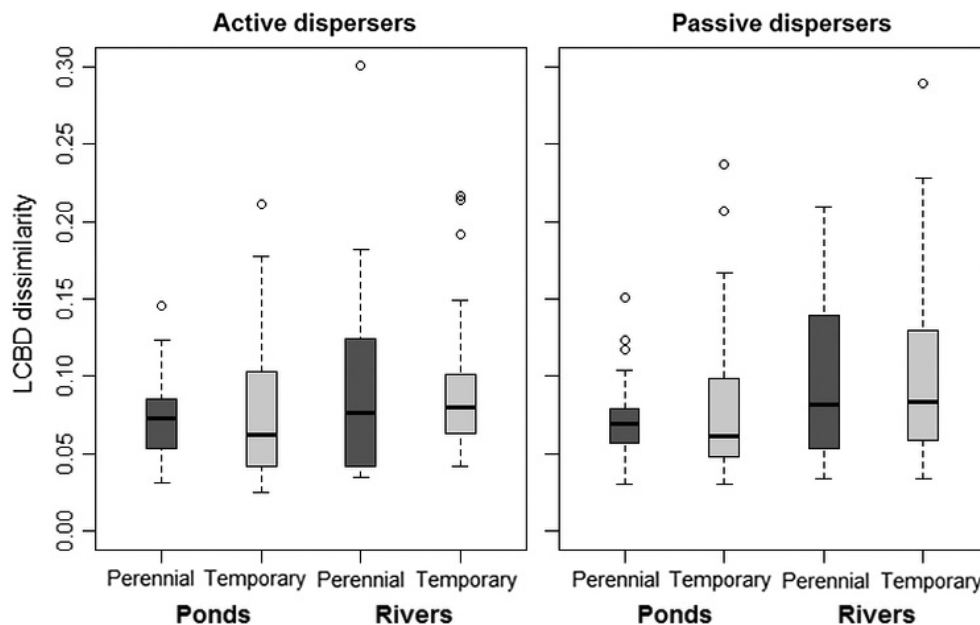 Active dispersers
Passive dispersers
LCBD dissimilarity
0.30
0.25
0.20
0.15
0.10
0.05
0.00
Perennial Temporary Perennial Temporary
Ponds Rivers
Perennial Temporary Perennial Temporary
Ponds Rivers